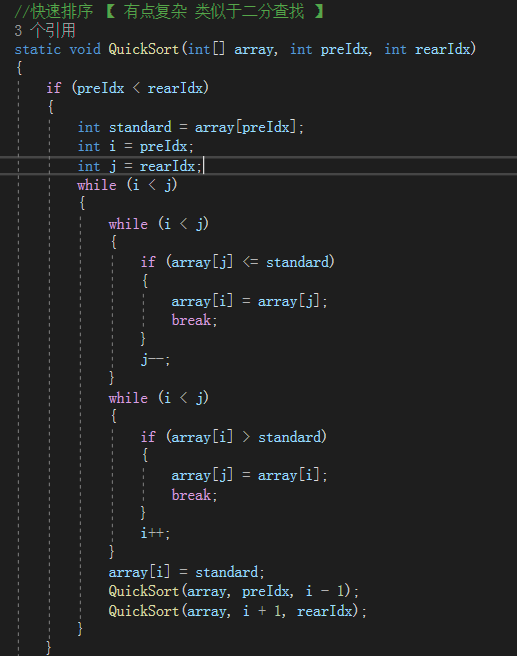 //快速排序 【 有点复杂 类似于二分查找 】
3 个引用
static void QuickSort(int[] array, int preIdx, int rearIdx)
{
if (preIdx < rearIdx)
{
int standard = array[preIdx];
int i = preIdx;
int j = rearIdx;
while (i < j)
{
while (i < j)
{
if (array[j] <= standard)
{
array[i] = array[j];
break;
}
j--;
}
while (i < j)
{
if (array[i] > standard)
{
array[j] = array[i];
break;
}
i++;
}
array[i] = standard;
QuickSort(array, preIdx, i - 1);
QuickSort(array, i + 1, rearIdx);
}
}